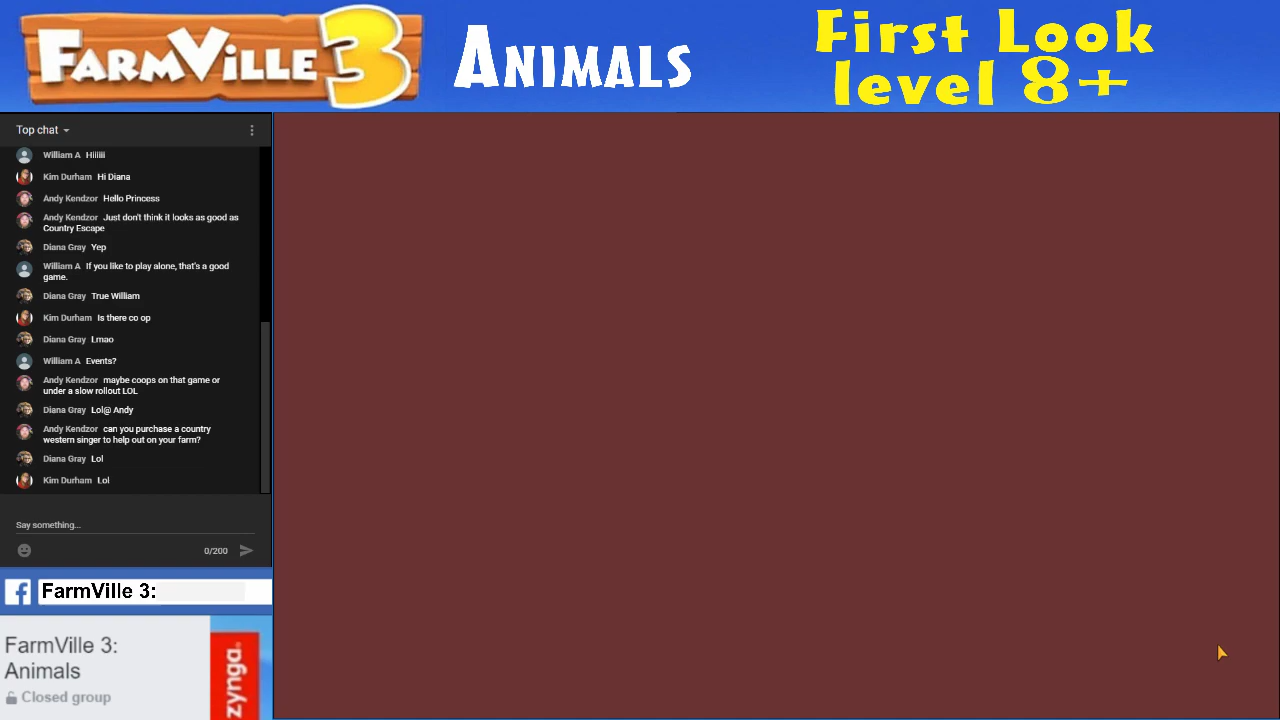 FARMVILLE 3
ANIMALS
First Look
level 8+
Top chat
William A Hiiiiii
Kim Durham Hi Diana
Andy Kendzor Hello Princess
Andy Kendzor Just don't think it looks as good as
Country Escape
Diana Gray Yep
William A If you like to play alone, that's a good
game.
Diana Gray True William
Kim Durham Is there co op
Diana Gray Lmao
William A Events?
Andy Kendzor maybe coops on that game or
under a slow rollout LOL
Diana Gray Lol@ Andy
Andy Kendzor can you purchase a country
western singer to help out on your farm?
Diana Gray Lol
Kim Durham Lol
Say something...
0/200
FarmVille 3:
FarmVille 3:
Animals
Closed group
zynga